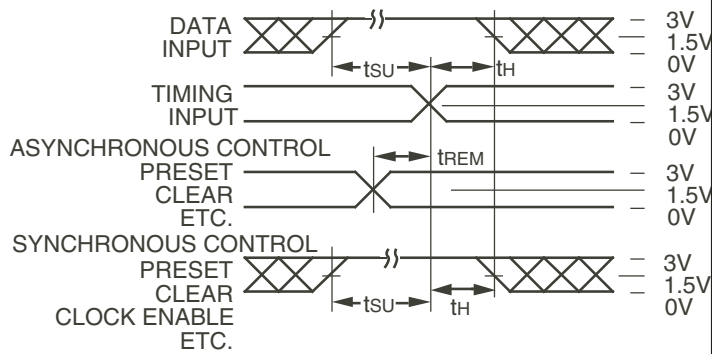 DATA
INPUT
3V
1.5V
0V
tSU
tH
TIMING
INPUT
3V
1.5V
0V
ASYNCHRONOUS CONTROL
tREM
PRESET
CLEAR
ETC.
3V
1.5V
0V
SYNCHRONOUS CONTROL
PRESET
CLEAR
CLOCK ENABLE
ETC.
3V
1.5V
0V
tSU
tH